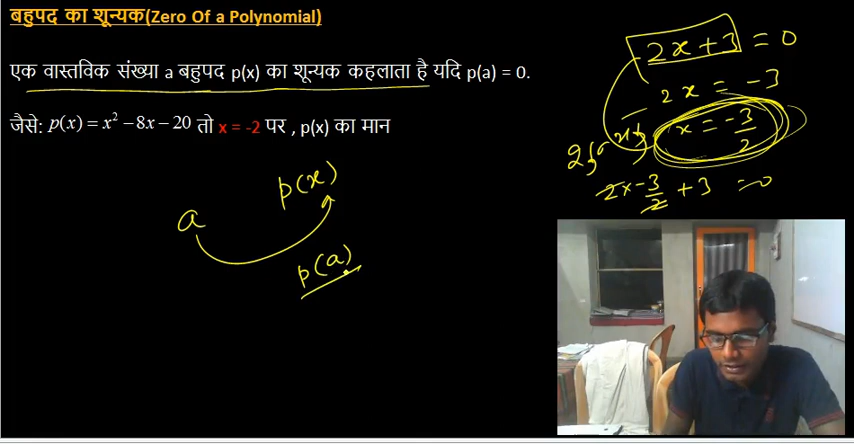 बहुपद का शून्यक(Zero Of a Polynomial)
एक वास्तविक संख्या a बहुपद p(x) का शून्यक कहलाता है यदि p(a) = 0.
जैसे: p(x) = x² − 8x − 20 तो x = -2 पर , p(x) का मान
2x + 3 = 0
2x = -3
x = -3/2
2x-3/2 + 3 = 0
p(x)
a
p(a)